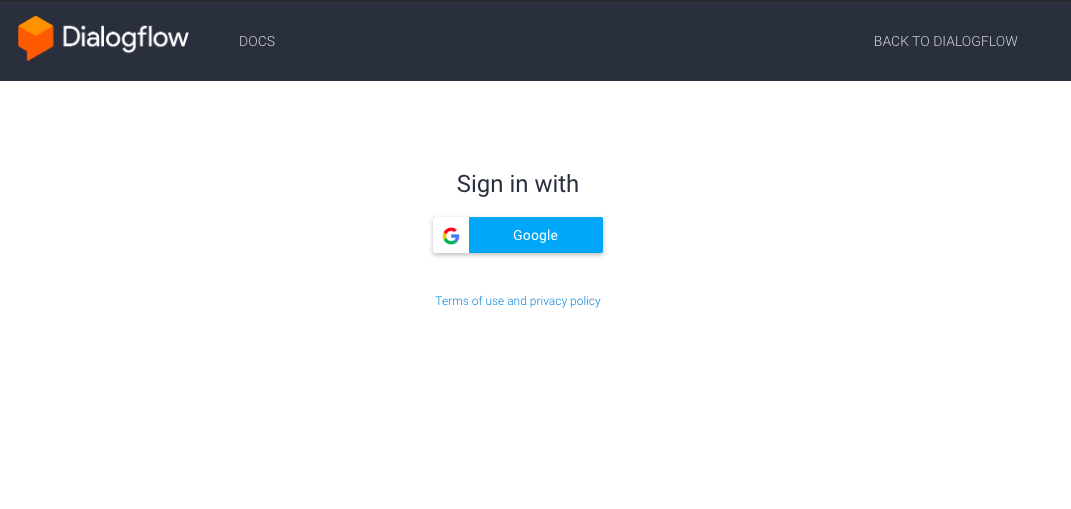 Dialogflow
DOCS
BACK TO DIALOGFLOW
Sign in with
Google
Terms of use and privacy policy